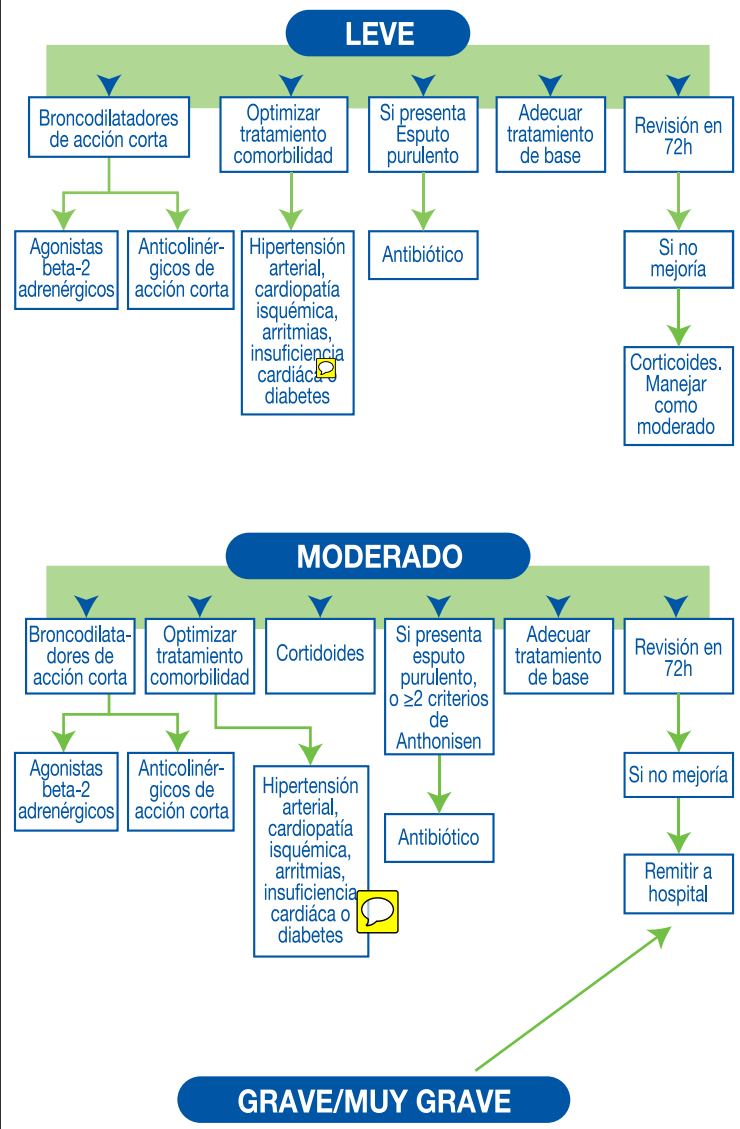 LEVE
Broncodilatadores
de acción corta
Optimizar
tratamiento
comorbilidad
Si presenta
Esputo
purulento
Adecuar
tratamiento
de base
Revisión en
72h
Agonistas
beta-2
adrenérgicos
Anticolinér-
gicos de
acción corta
Hipertensión
arterial,
cardiopatía
isquémica,
arritmias,
insuficiencia
cardiáca o
diabetes
Antibiótico
Si no
mejoría
Corticoides.
Manejar
como
moderado
MODERADO
Broncodilata-
dores de
acción corta
Optimizar
tratamiento
comorbilidad
Cortidoides
Si presenta
esputo
purulento,
o ≥2 criterios
de
Anthonisen
Adecuar
tratamiento
de base
Revisión en
72h
Agonistas
beta-2
adrenérgicos
Anticolinér-
gicos de
acción corta
Hipertensión
arterial,
cardiopatía
isquémica,
arritmias,
insuficiencia
cardiáca o
diabetes
Antibiótico
Si no mejoría
Remitir a
hospital
GRAVE/MUY GRAVE